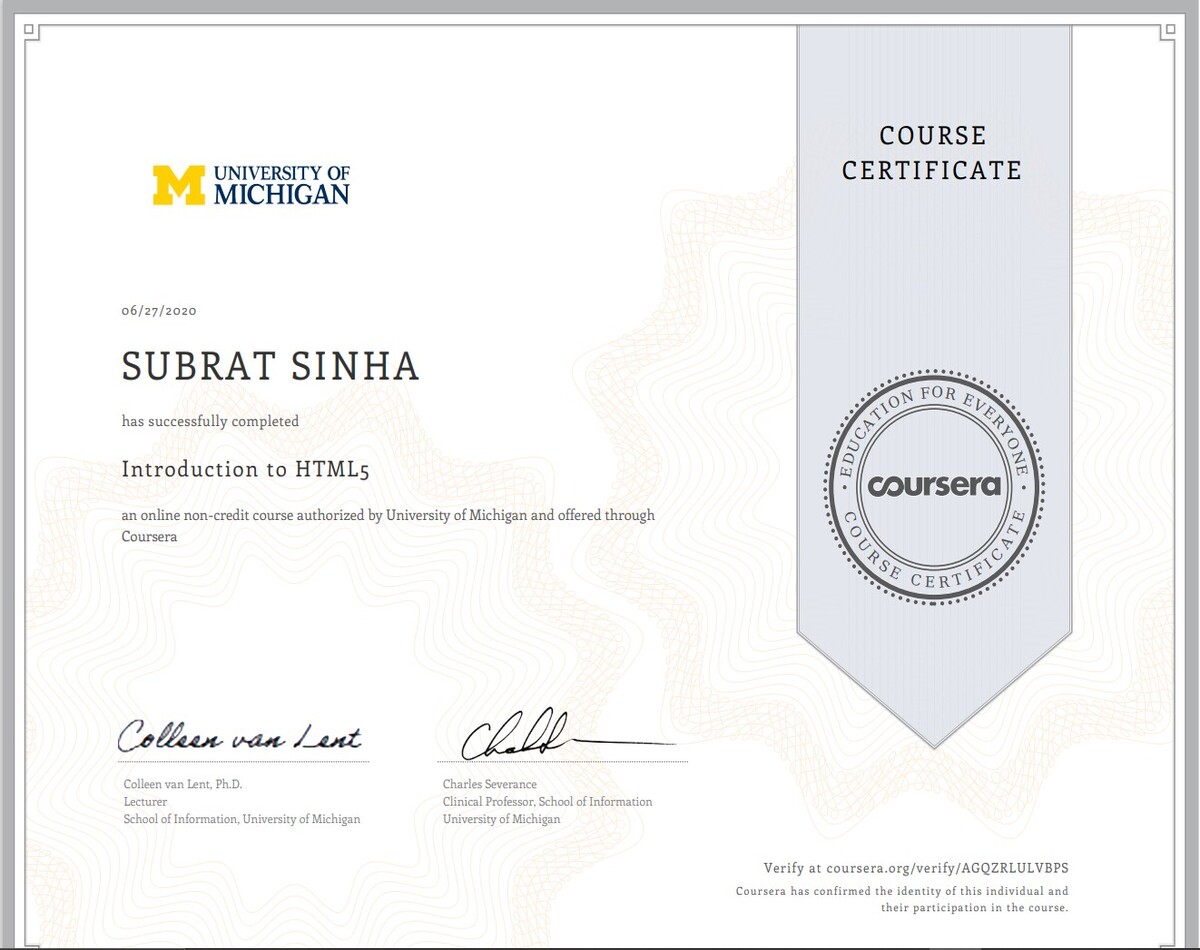 UNIVERSITY OF
MICHIGAN
COURSE
CERTIFICATE
06/27/2020
SUBRAT SINHA
has successfully completed
Introduction to HTML5
an online non-credit course authorized by University of Michigan and offered through
Coursera
EDUCATION FOR EVERYONE
coursera
COURSE CERTIFICATE
Colleen van Lent
Colleen van Lent, Ph.D.
Lecturer
School of Information, University of Michigan
Charles Severance
Clinical Professor, School of Information
University of Michigan
Verify at coursera.org/verify/AGQZRLULVBPS
Coursera has confirmed the identity of this individual and
their participation in the course.